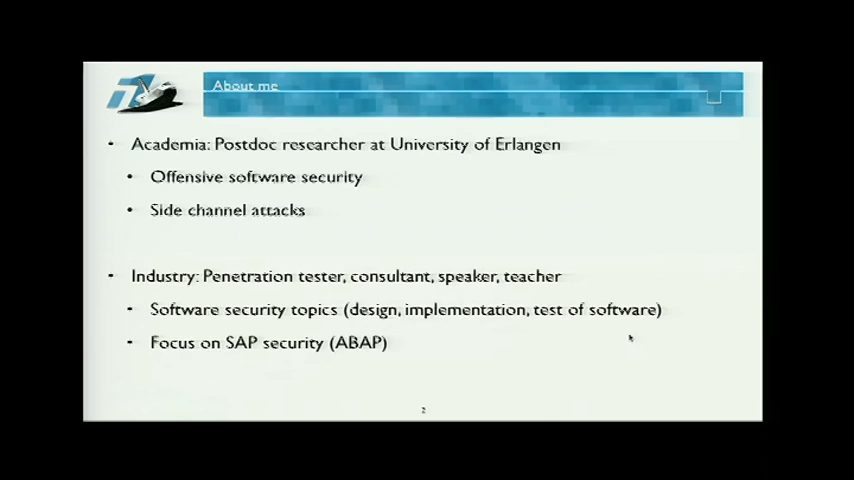 About me
• Academia: Postdoc researcher at University of Erlangen
• Offensive software security
• Side channel attacks
• Industry: Penetration tester, consultant, speaker, teacher
• Software security topics (design, implementation, test of software)
• Focus on SAP security (ABAP)
2